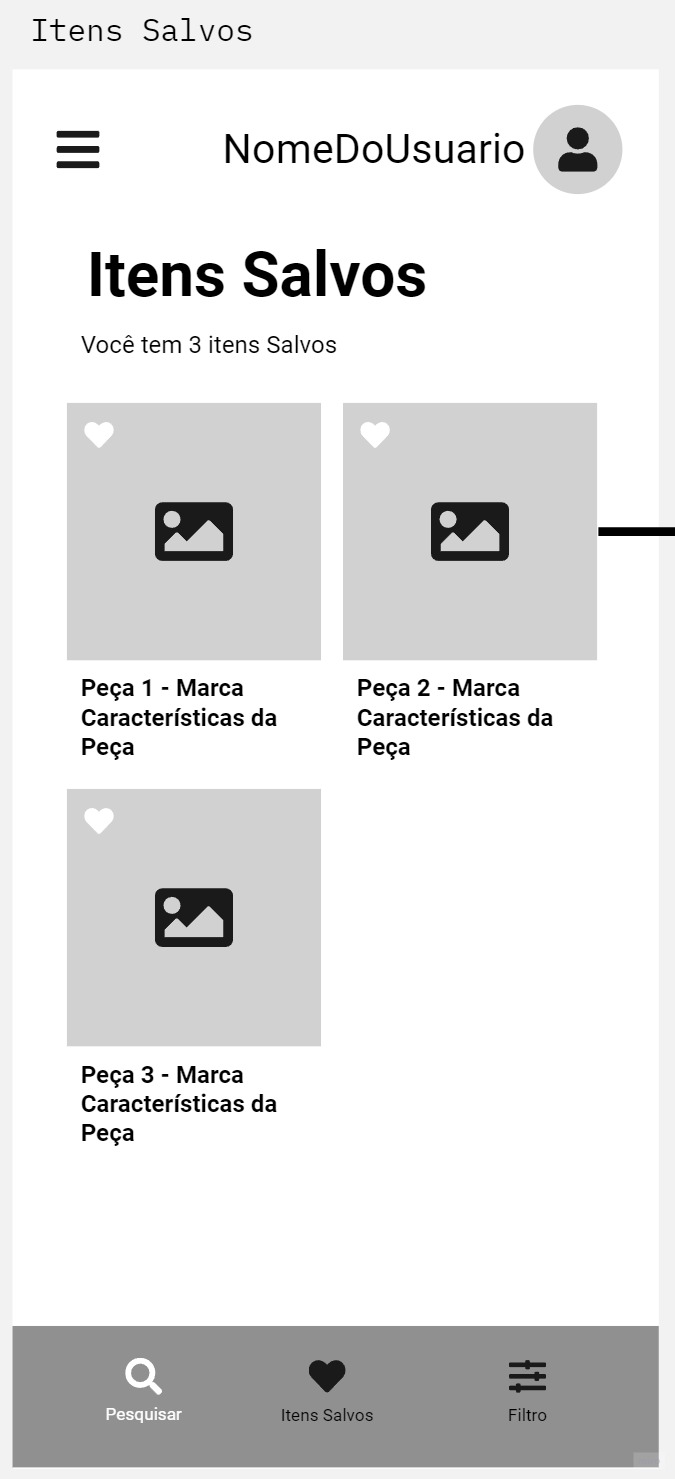 Itens Salvos
NomeDoUsuario
Itens Salvos
Você tem 3 itens Salvos
Peça 1 - Marca
Características da
Peça
Peça 2 - Marca
Características da
Peça
Peça 3 - Marca
Características da
Peça
Pesquisar
Itens Salvos
Filtro